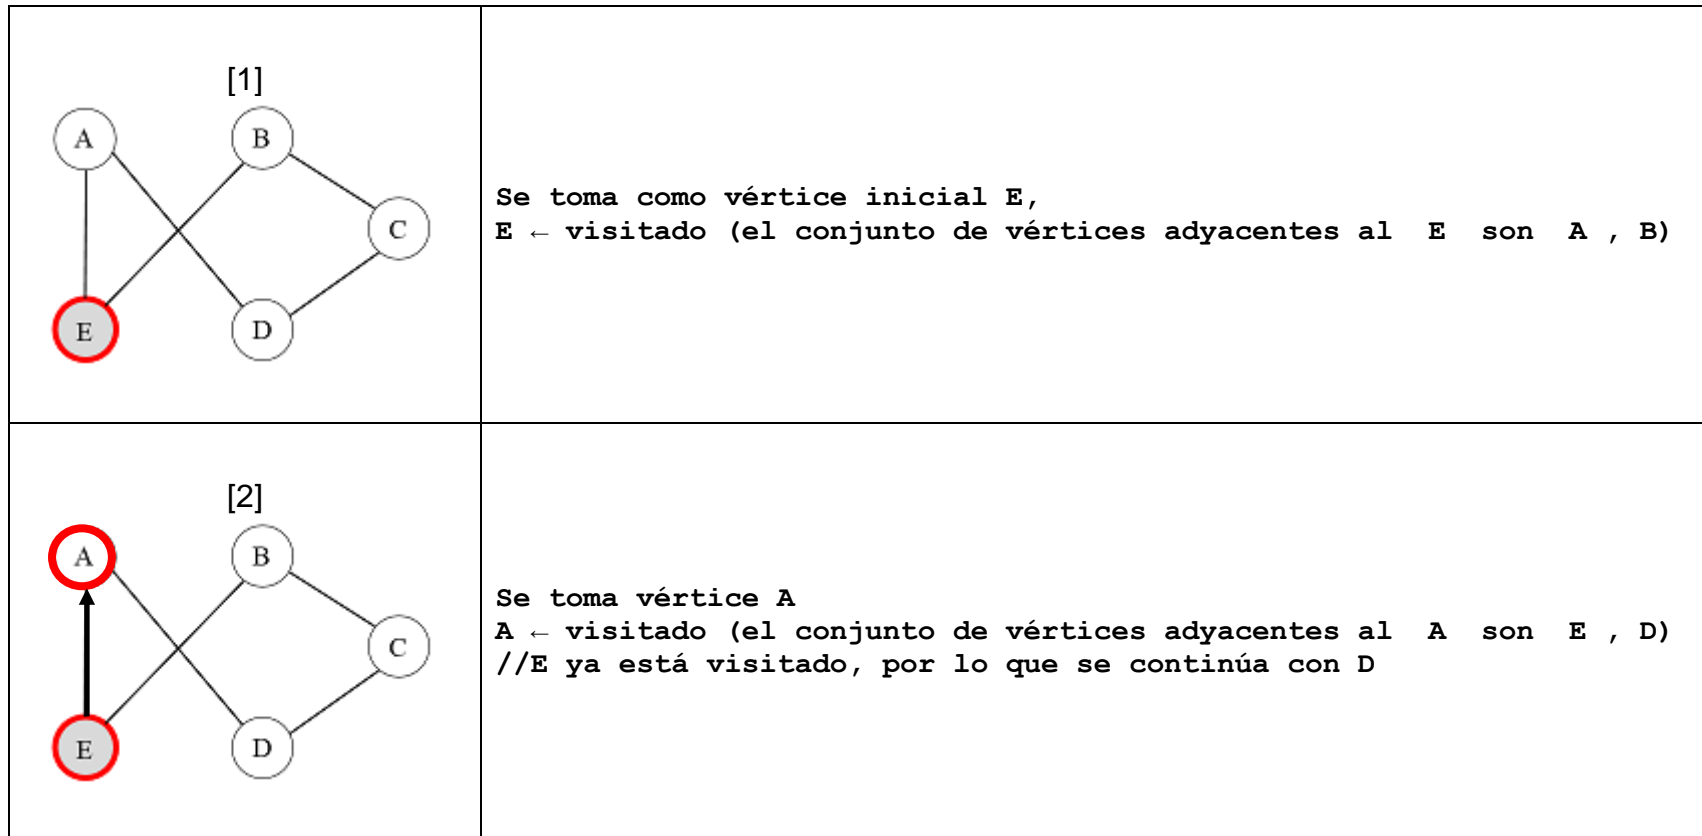 [1]
A
B
C
E
D
Se toma como vértice inicial E,
E ← visitado (el conjunto de vértices adyacentes al E son A , B)
[2]
A
B
C
E
D
Se toma vértice A
A ← visitado (el conjunto de vértices adyacentes al A son E , D)
//E ya está visitado, por lo que se continúa con D